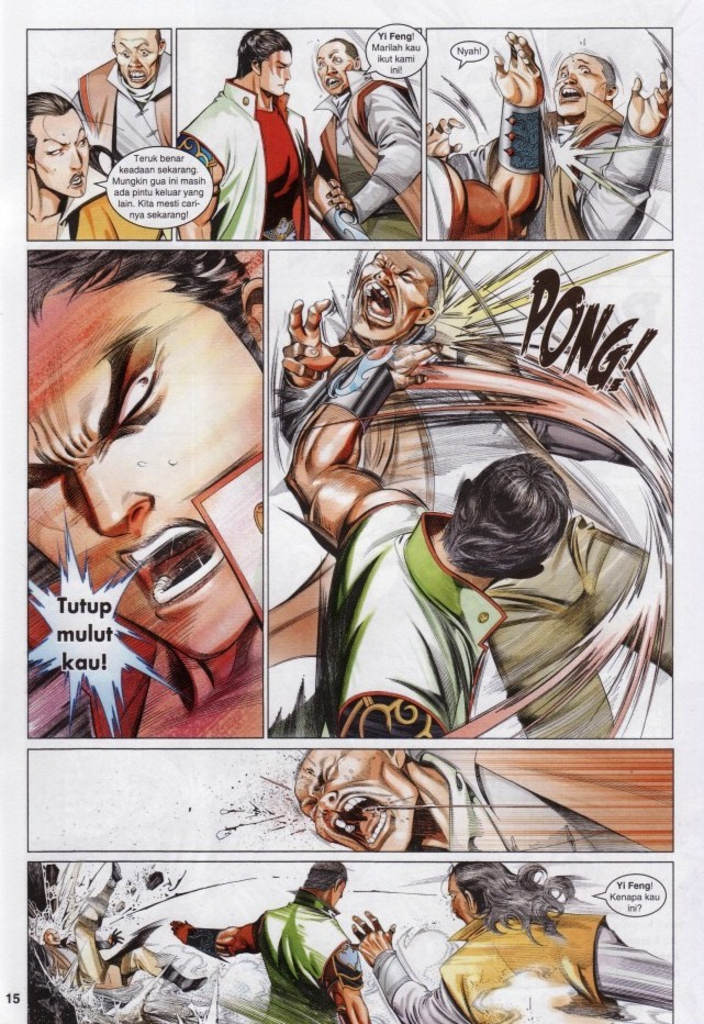 Teruk benar
keadaan sekarang.
Mungkin gua ini masih
ada pintu keluar yang
lain. Kita mesti cari-
nya sekarang!
Yi Feng!
Marilah kau
ikut kami
ini!
Nyah!
Tutup
mulut
kau!
PONG!
Yi Feng!
Kenapa kau
ini?
15